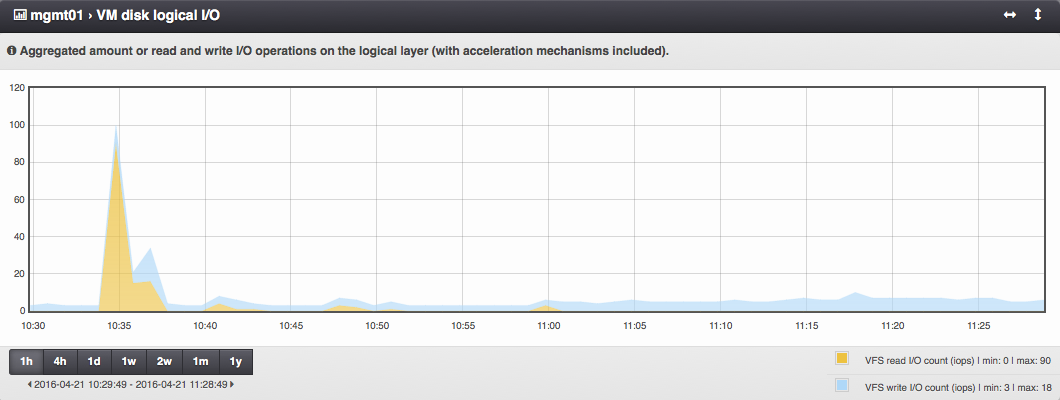 mgmt01 › VM disk logical I/O
Aggregated amount or read and write I/O operations on the logical layer (with acceleration mechanisms included).
120
100
80
60
40
20
0
10:30 10:35 10:40 10:45 10:50 10:55 11:00 11:05 11:10 11:15 11:20 11:25
1h 4h 1d 1w 2w 1m 1y
2016-04-21 10:29:49 - 2016-04-21 11:28:49
VFS read I/O count (iops) | min: 0 | max: 90
VFS write I/O count (iops) | min: 3 | max: 18